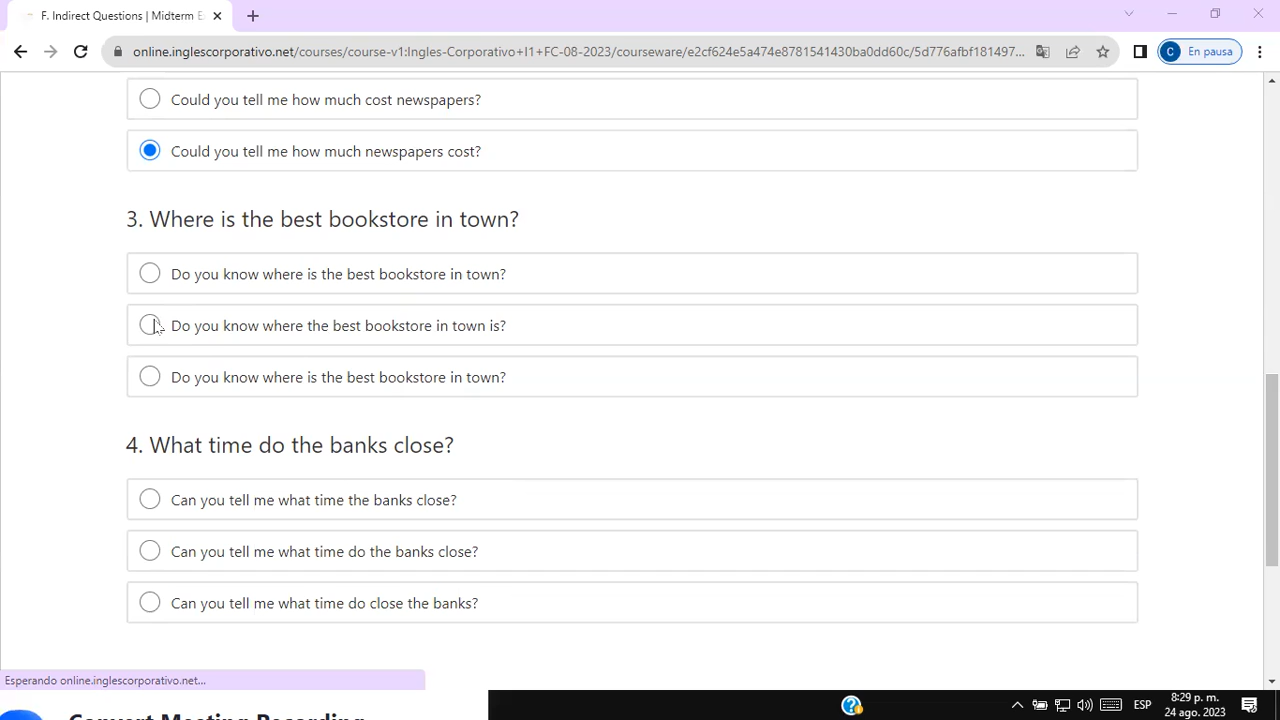 F. Indirect Questions | Midterm E
online.inglescorporativo.net/courses/course-v1:Ingles-Corporativo+I1+FC-08-2023/courseware/e2cf624e5a474e8781541430ba0dd60c/5d776afbf181497...
C En pausa
Could you tell me how much cost newspapers?
Could you tell me how much newspapers cost?
3. Where is the best bookstore in town?
Do you know where is the best bookstore in town?
Do you know where the best bookstore in town is?
Do you know where is the best bookstore in town?
4. What time do the banks close?
Can you tell me what time the banks close?
Can you tell me what time do the banks close?
Can you tell me what time do close the banks?
Esperando online.inglescorporativo.net...
Convert Meeting Recording
ESP
8:29 p. m.
24 ago. 2023